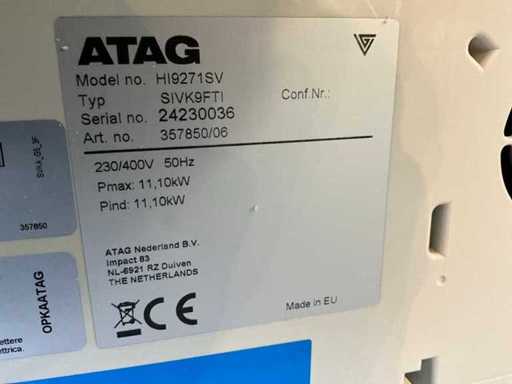 ATAG
Model no. HI9271SV
Typ SIVK9FTI Conf.Nr.:
Serial no. 24230036
Art. no. 357850/06
230/400V 50Hz
Pmax: 11,10kW
Pind: 11,10kW
ATAG Nederland B.V.
Impact 83
NL-6921 RZ Duiven
THE NETHERLANDS
CE
Made in EU
357850
OPKAATAG
ettere
ettrica.